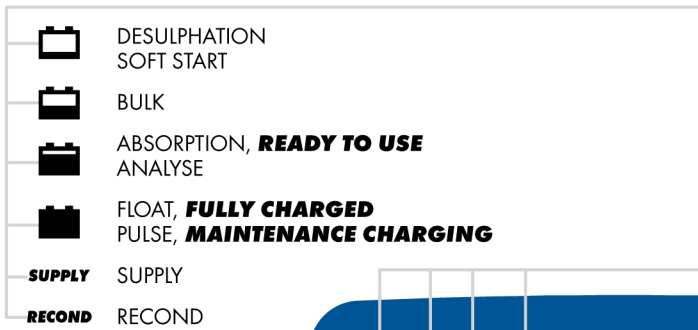 DESULPHATION
SOFT START
BULK
ABSORPTION, READY TO USE
ANALYSE
FLOAT, FULLY CHARGED
PULSE, MAINTENANCE CHARGING
SUPPLY SUPPLY
RECOND RECOND